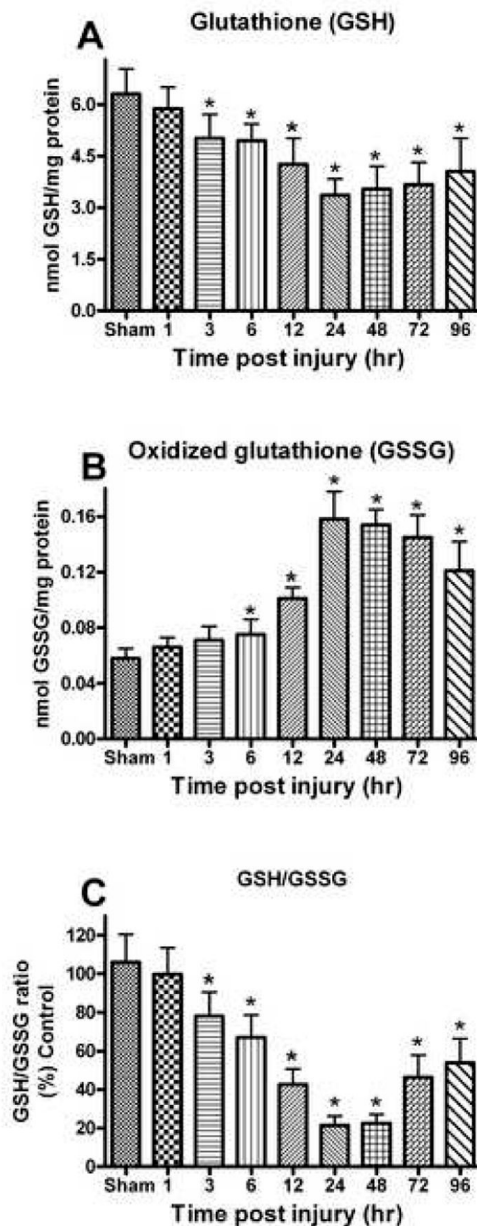 A
Glutathione (GSH)
nmol GSH/mg protein
6.0
4.5
3.0
1.5
0.0
* * * * * * *
Sham 1 3 6 12 24 48 72 96
Time post injury (hr)
B
Oxidized glutathione (GSSG)
nmol GSSG/mg protein
0.16
0.12
0.08
0.04
0.00
* * * * * *
Sham 1 3 6 12 24 48 72 96
Time post injury (hr)
C
GSH/GSSG
GSH/GSSG ratio
(%) Control
120
100
80
60
40
20
0
* * * * * * *
Sham 1 3 6 12 24 48 72 96
Time post injury (hr)